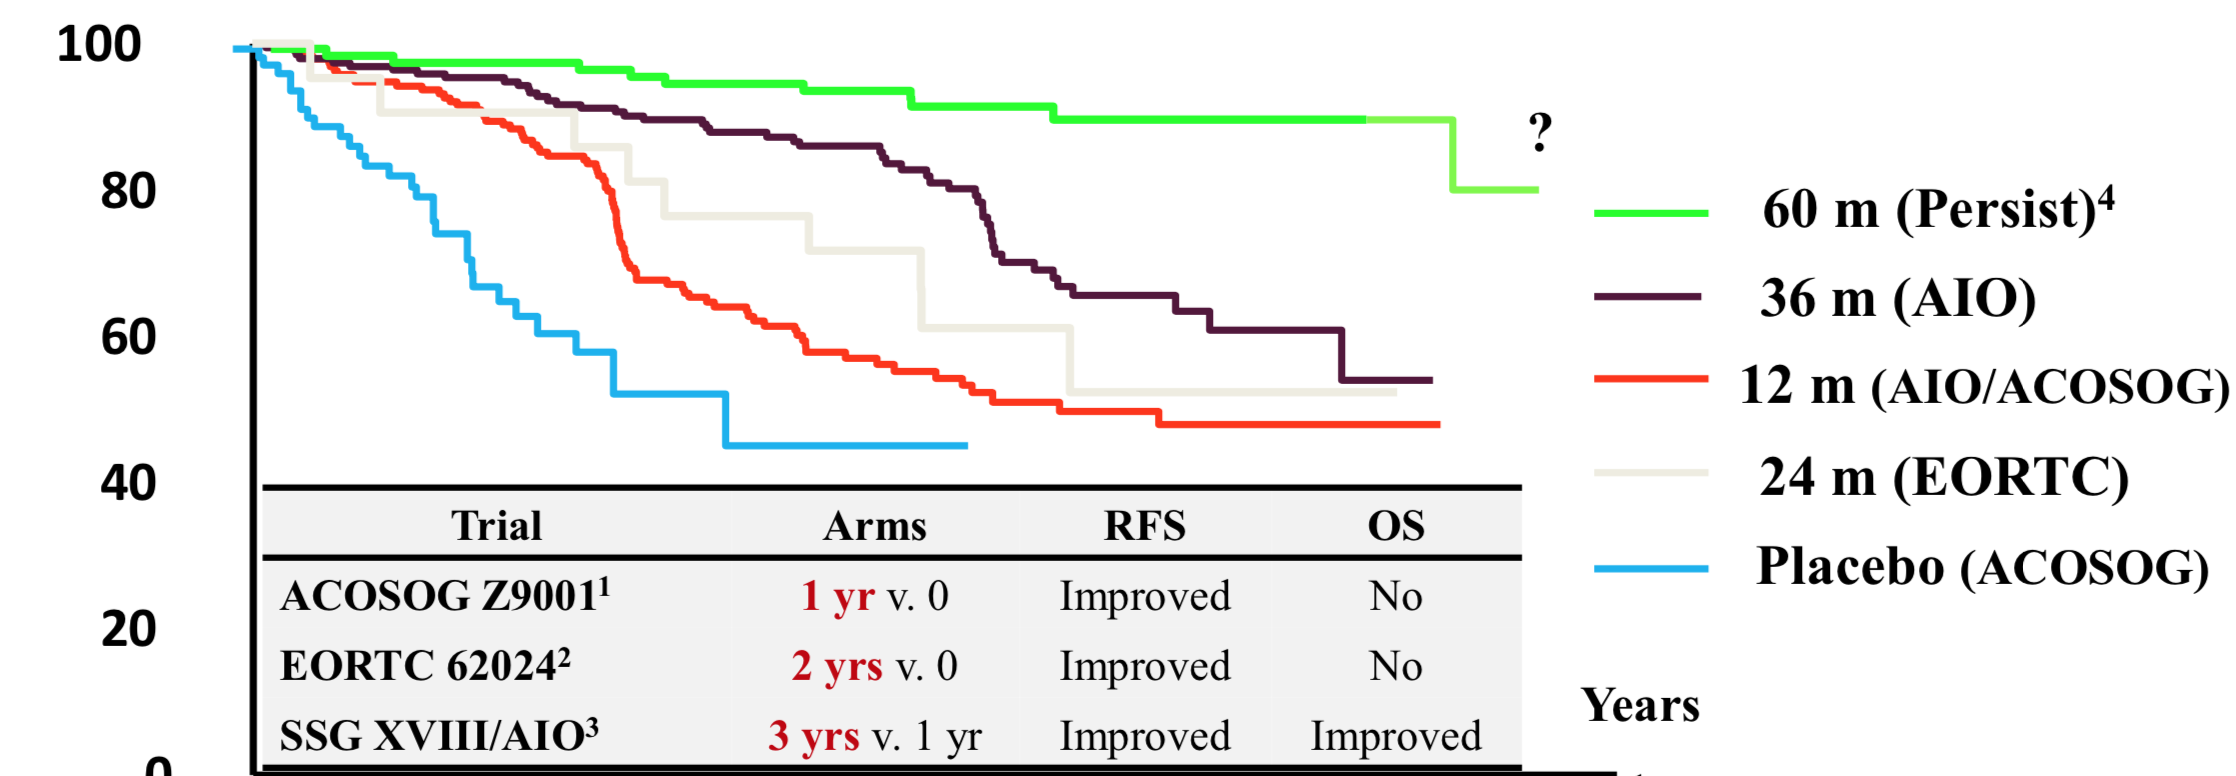 100
80
60
40
20
0
?
60 m (Persist)⁴
36 m (AIO)
12 m (AIO/ACOSOG)
24 m (EORTC)
Placebo (ACOSOG)
Years
Trial Arms RFS OS
ACOSOG Z9001¹ 1 yr v. 0 Improved No
EORTC 62024² 2 yrs v. 0 Improved No
SSG XVIII/AIO³ 3 yrs v. 1 yr Improved Improved